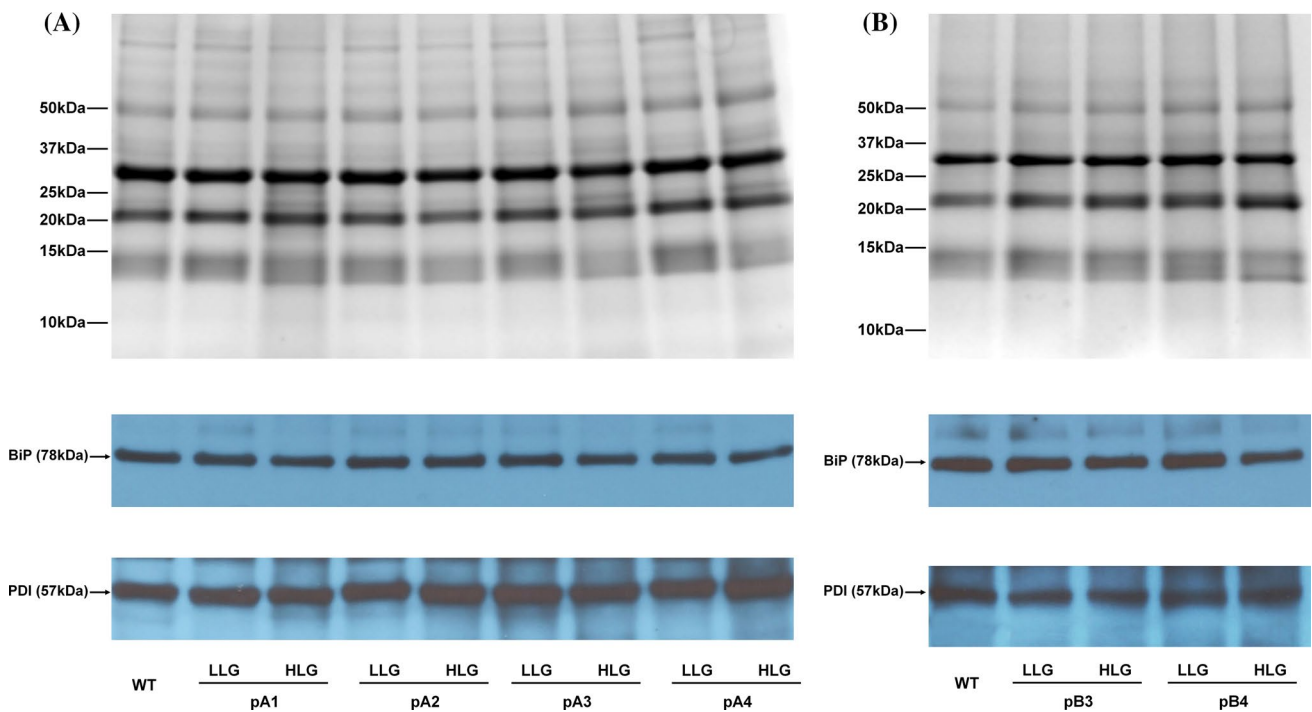 (A)
50kDa
37kDa
25kDa
20kDa
15kDa
10kDa
BiP (78kDa)
PDI (57kDa)
WT
LLG HLG
pA1
LLG HLG
pA2
LLG HLG
pA3
LLG HLG
pA4
(B)
50kDa
37kDa
25kDa
20kDa
15kDa
10kDa
BiP (78kDa)
PDI (57kDa)
WT
LLG HLG
pB3
LLG HLG
pB4